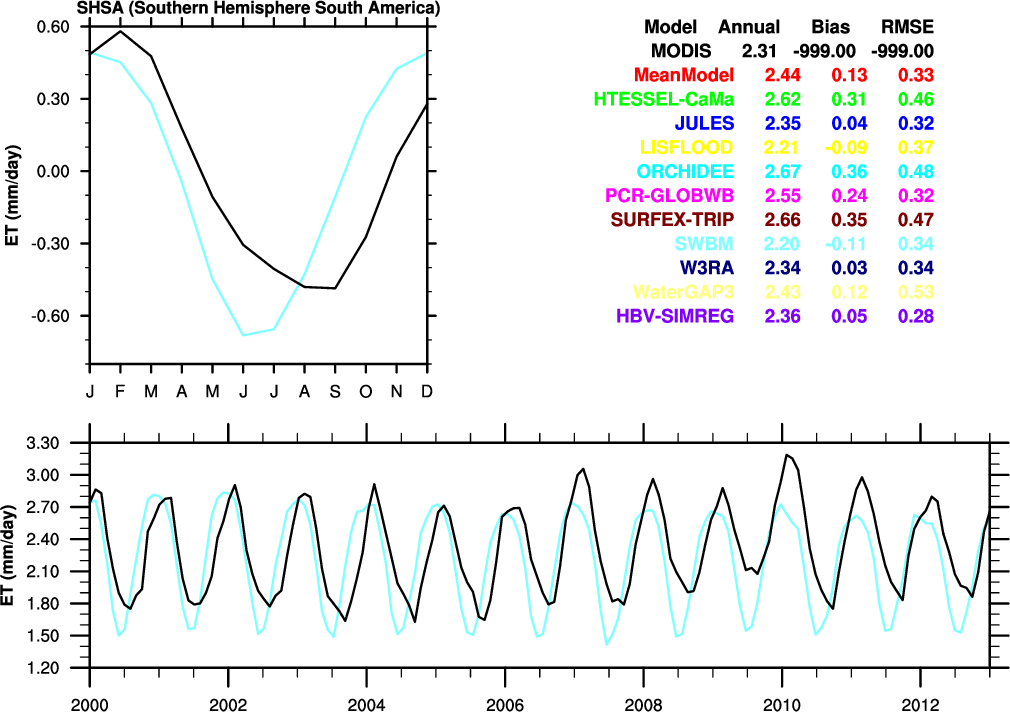 SHSA (Southern Hemisphere South America)
0.60
0.30
0.00
-0.30
-0.60
ET (mm/day)
J F M A M J J A S O N D
Model Annual Bias RMSE
MODIS 2.31 -999.00 -999.00
MeanModel 2.44 0.13 0.33
HTESSEL-CaMa 2.62 0.31 0.46
JULES 2.35 0.04 0.32
LISFLOOD 2.21 -0.09 0.37
ORCHIDEE 2.67 0.36 0.48
PCR-GLOBWB 2.55 0.24 0.32
SURFEX-TRIP 2.66 0.35 0.47
SWBM 2.20 -0.11 0.34
W3RA 2.34 0.03 0.34
WaterGAP3 2.43 0.12 0.53
HBV-SIMREG 2.36 0.05 0.28
3.30
3.00
2.70
2.40
2.10
1.80
1.50
1.20
ET (mm/day)
2000 2002 2004 2006 2008 2010 2012